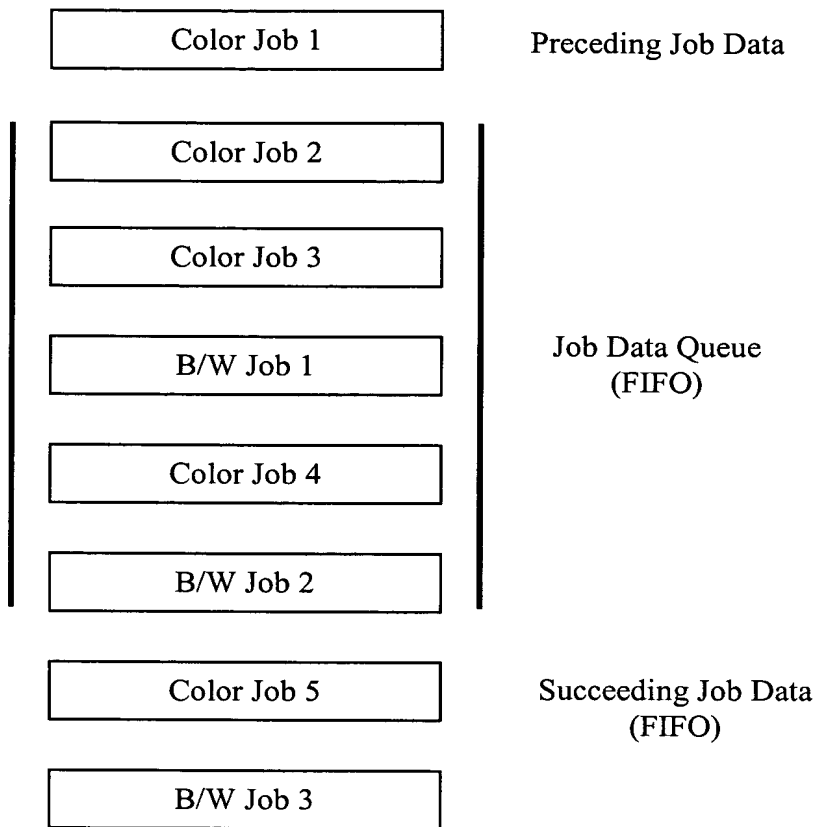 Color Job 1
Preceding Job Data
Color Job 2
Color Job 3
B/W Job 1
Job Data Queue
(FIFO)
Color Job 4
B/W Job 2
Color Job 5
Succeeding Job Data
(FIFO)
B/W Job 3